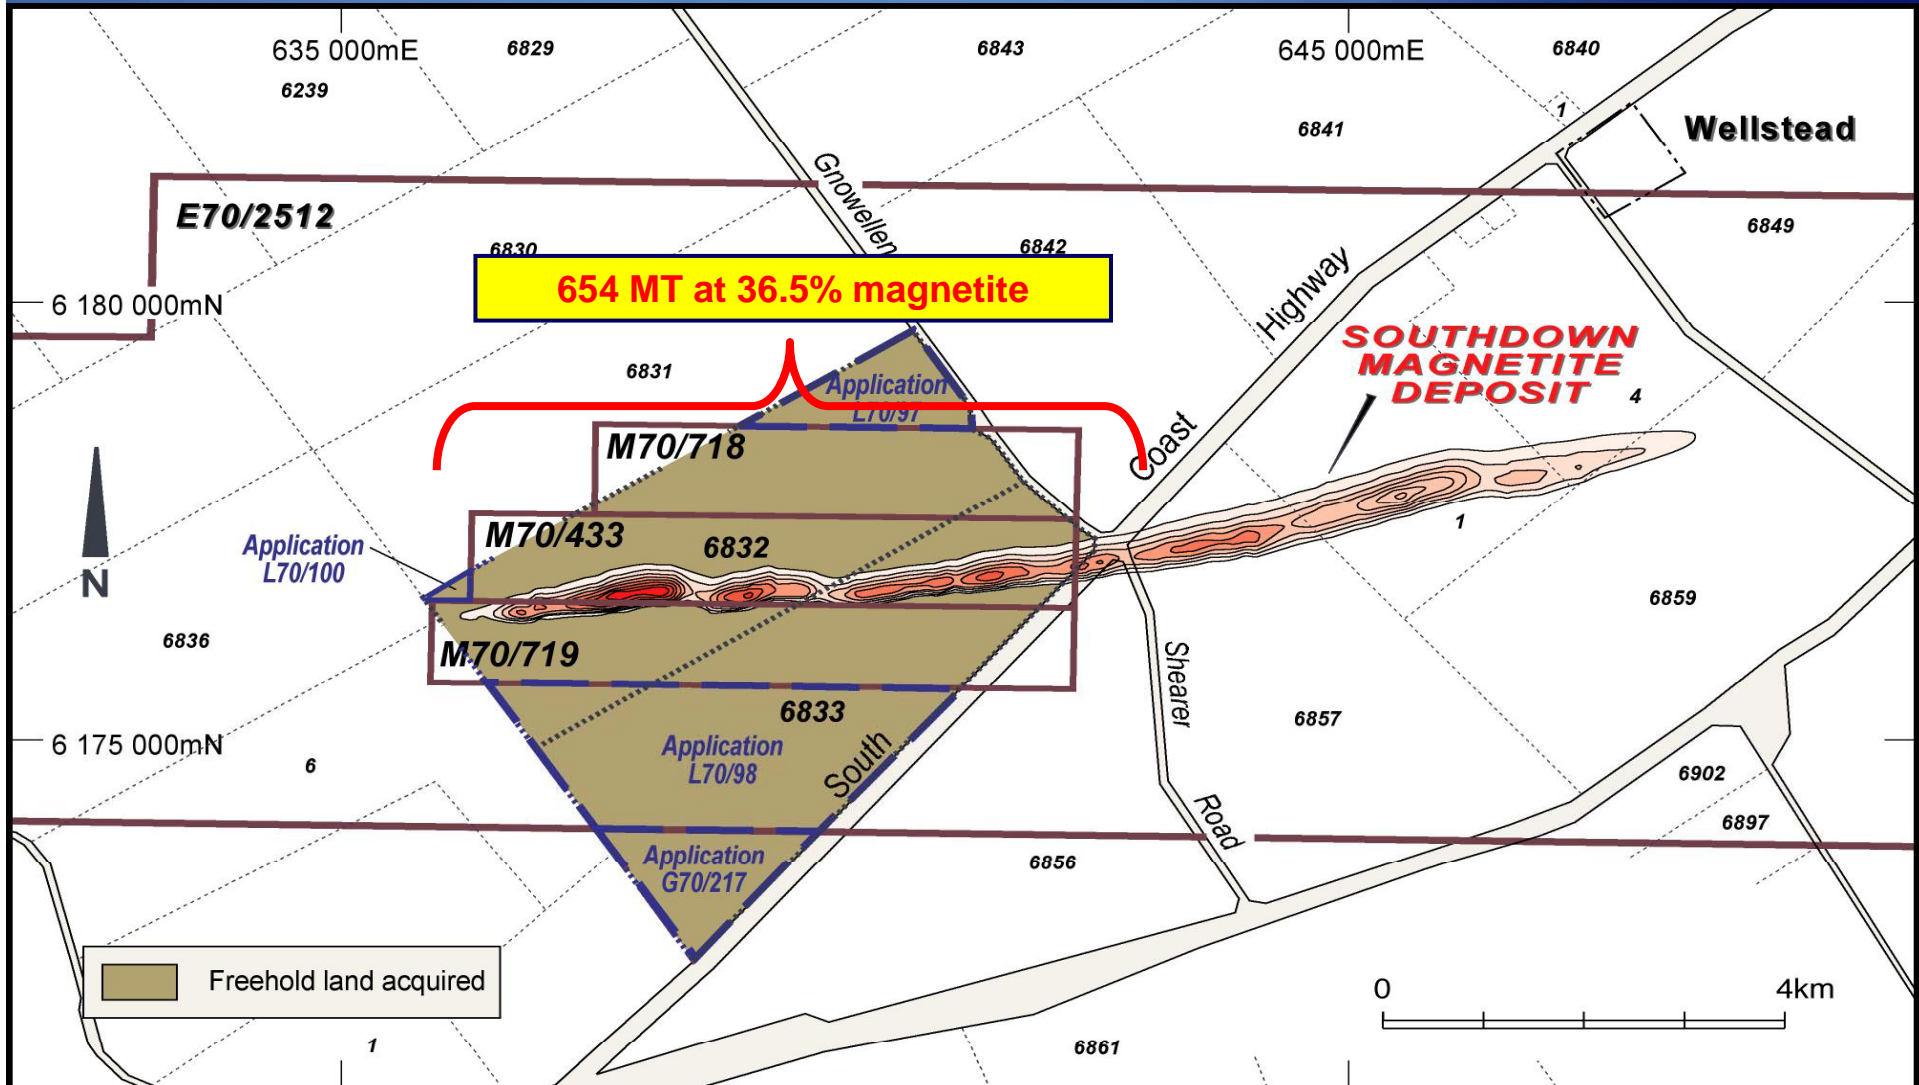 635 000mE
6829
6843
645 000mE
6840
6239
1
6841
Wellstead
Gnowellen
E70/2512
6849
6830
6842
654 MT at 36.5% magnetite
6 180 000mN
Highway
SOUTHDOWN
MAGNETITE
DEPOSIT
6831
Application
L70/97
4
M70/718
Coast
M70/433
6832
1
Application
L70/100
6859
6836
M70/719
Shearer
6833
6857
6 175 000mN
Application
L70/98
South
6
6902
Road
6897
Application
G70/217
6856
Freehold land acquired
0
4km
N
1
6861